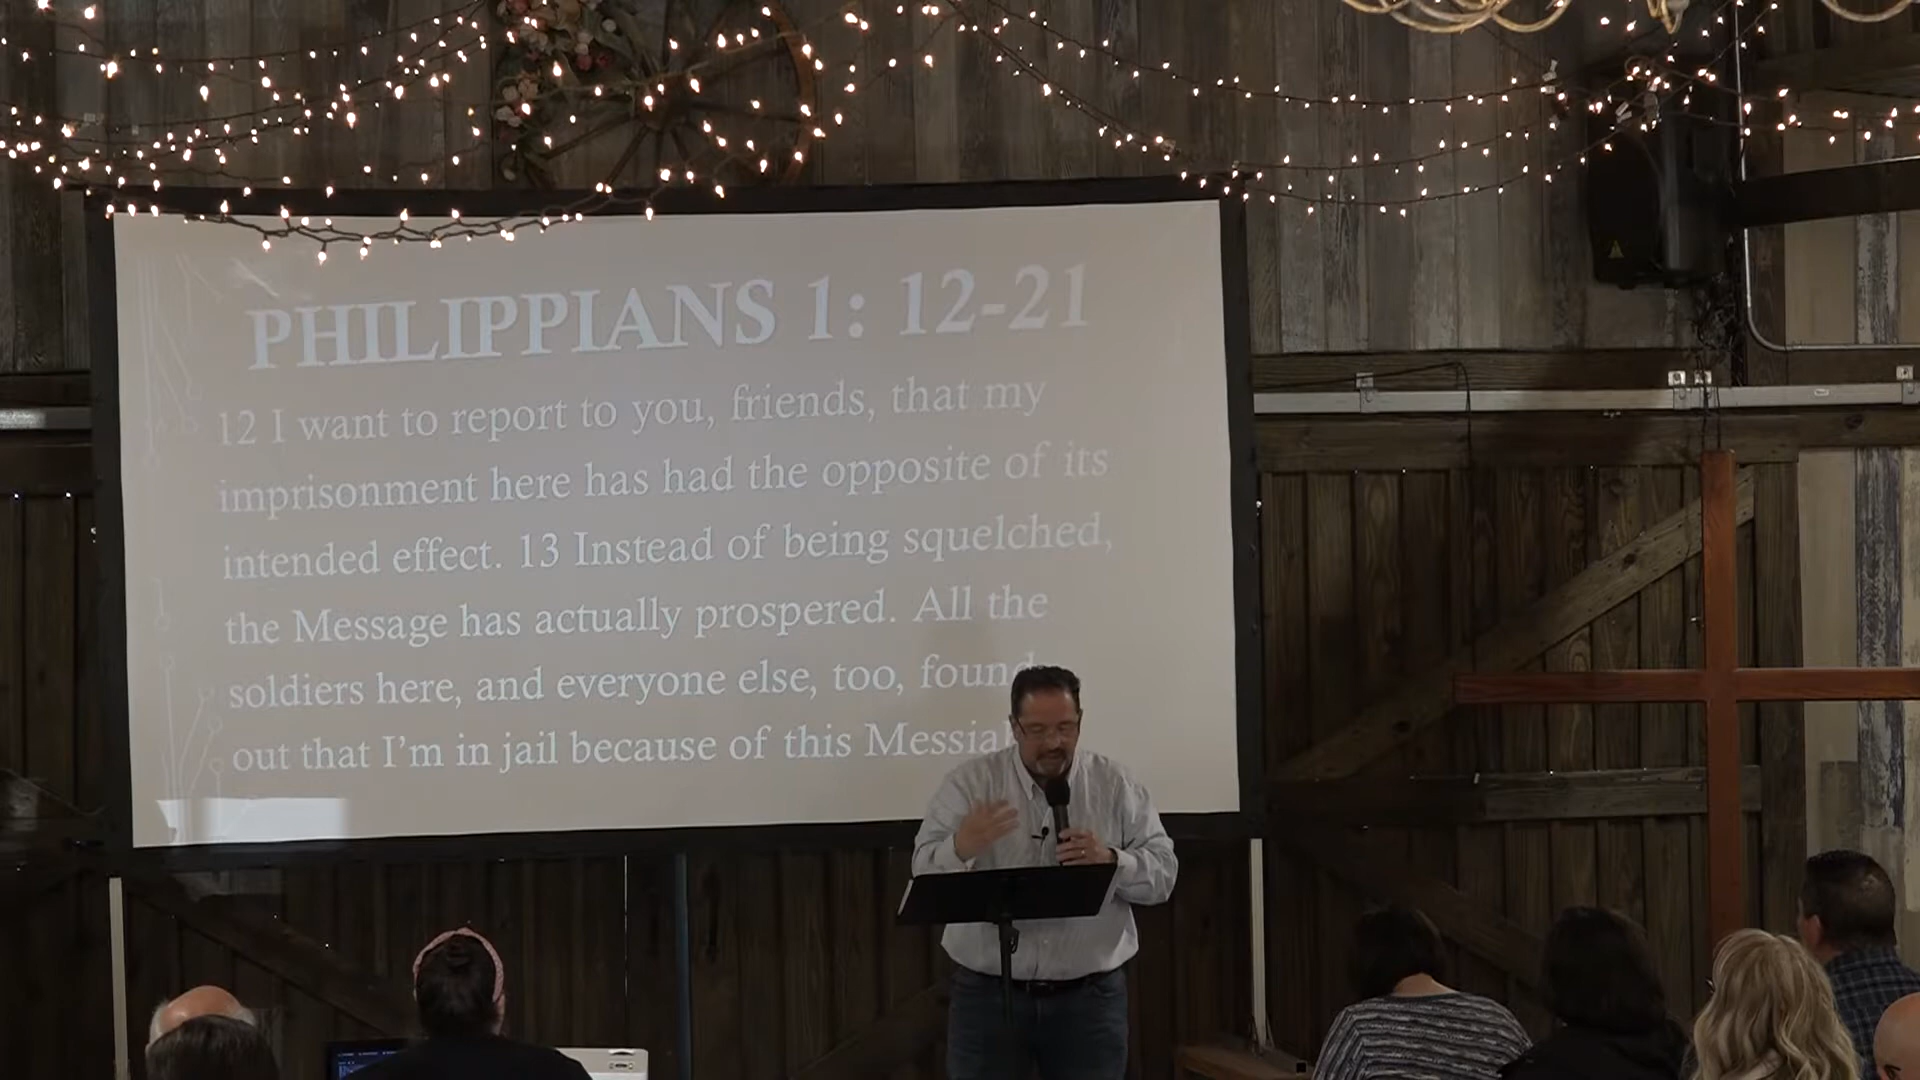 PHILIPPIANS 1: 12-21
12 I want to report to you, friends, that my
imprisonment here has had the opposite of its
intended effect. 13 Instead of being squelched,
the Message has actually prospered. All the
soldiers here, and everyone else, too, found
out that I'm in jail because of this Messiah